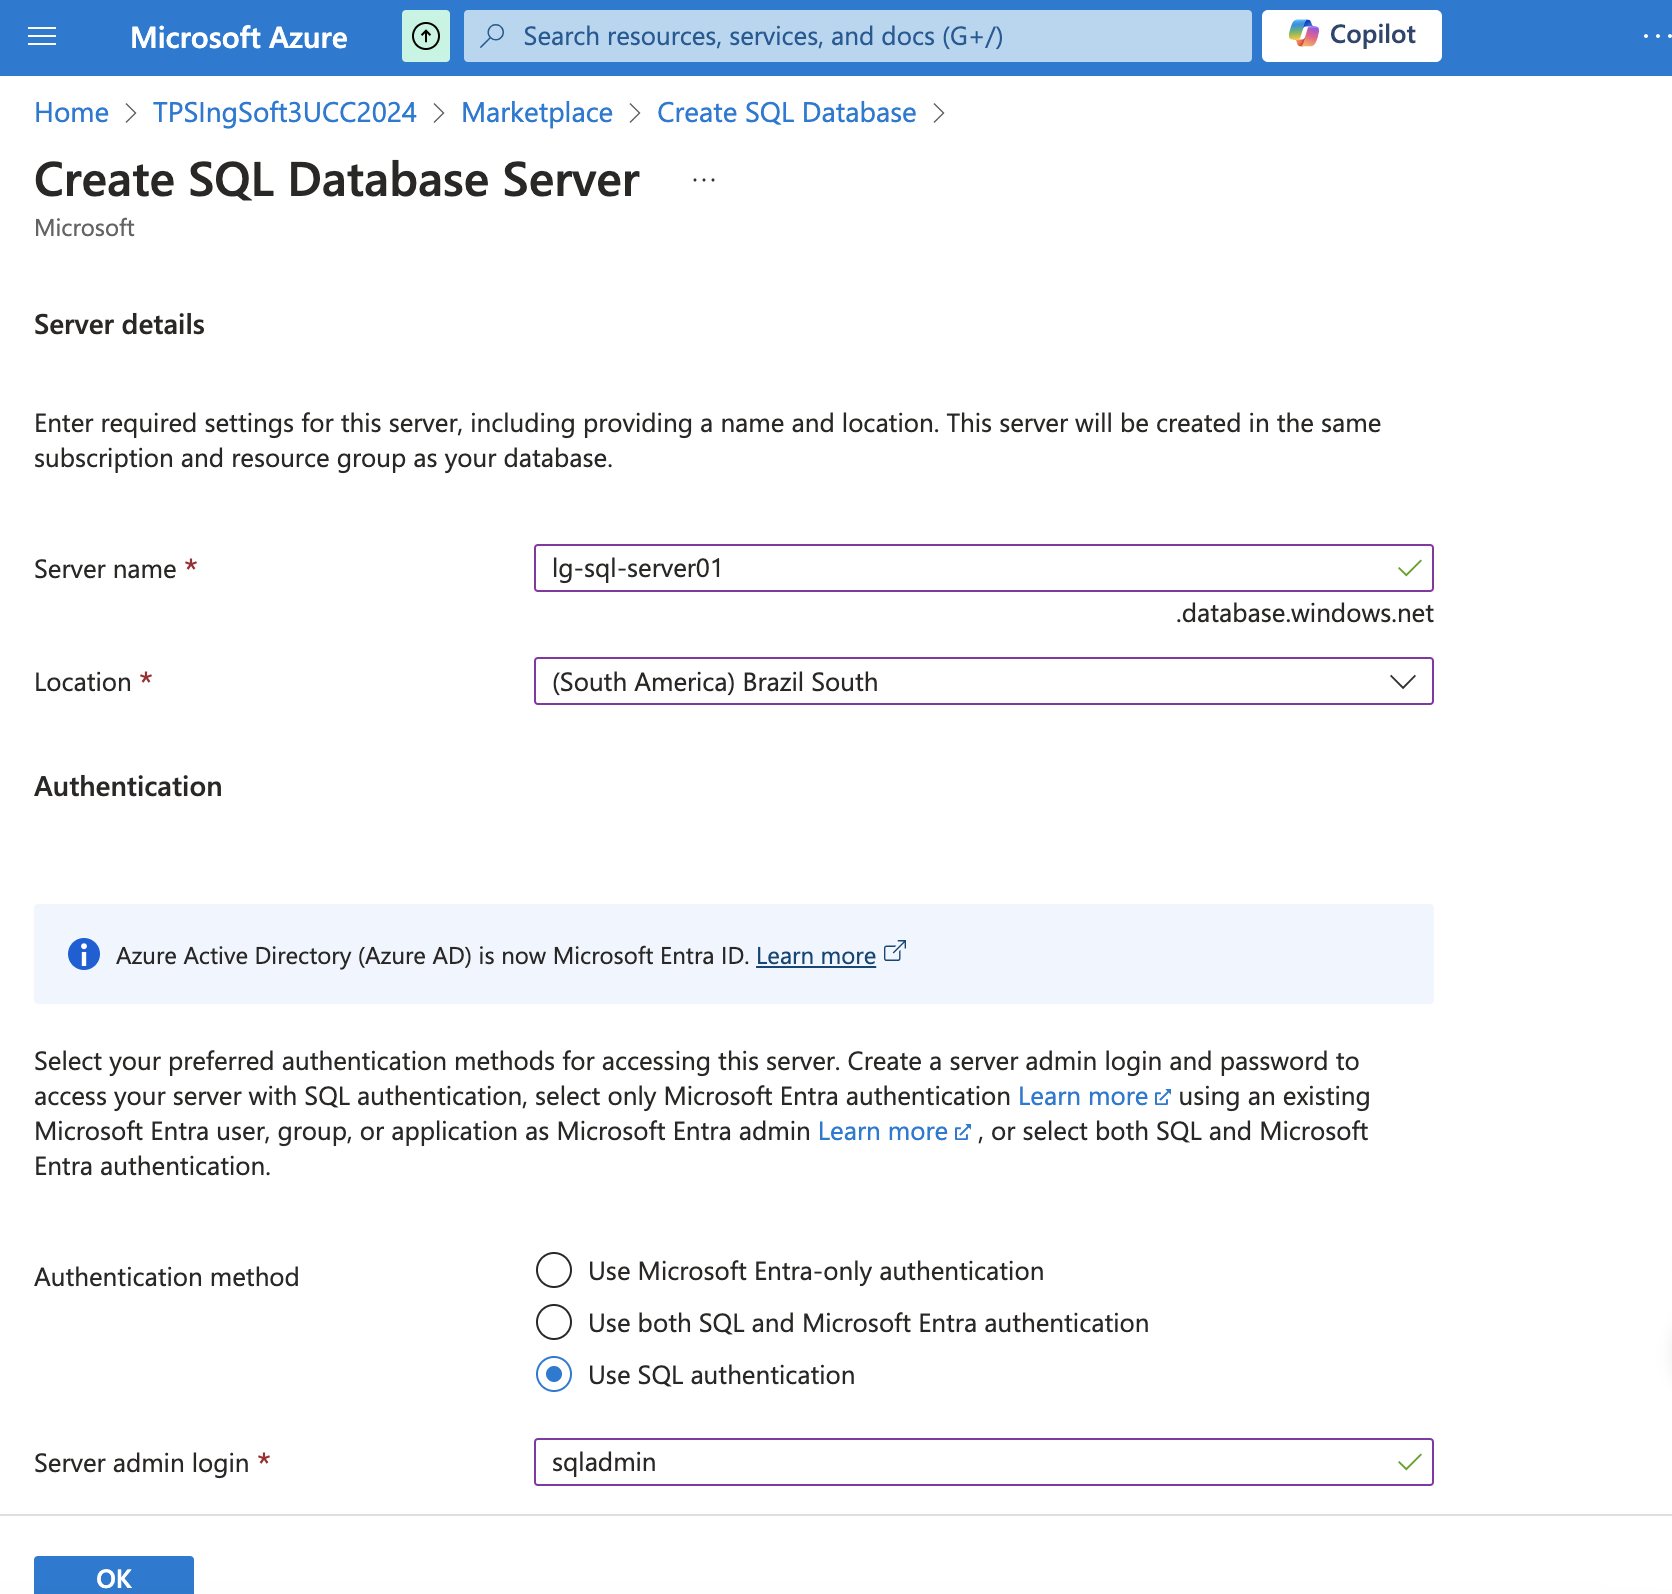 Microsoft Azure
Search resources, services, and docs (G+/)
Copilot
Home > TPSIngSoft3UCC2024 > Marketplace > Create SQL Database >
Create SQL Database Server ...
Microsoft
Server details
Enter required settings for this server, including providing a name and location. This server will be created in the same
subscription and resource group as your database.
Server name *
lg-sql-server01
.database.windows.net
Location *
(South America) Brazil South
Authentication
Azure Active Directory (Azure AD) is now Microsoft Entra ID. Learn more
Select your preferred authentication methods for accessing this server. Create a server admin login and password to
access your server with SQL authentication, select only Microsoft Entra authentication Learn more using an existing
Microsoft Entra user, group, or application as Microsoft Entra admin Learn more , or select both SQL and Microsoft
Entra authentication.
Authentication method
Use Microsoft Entra-only authentication
Use both SQL and Microsoft Entra authentication
Use SQL authentication
Server admin login *
sqladmin
OK